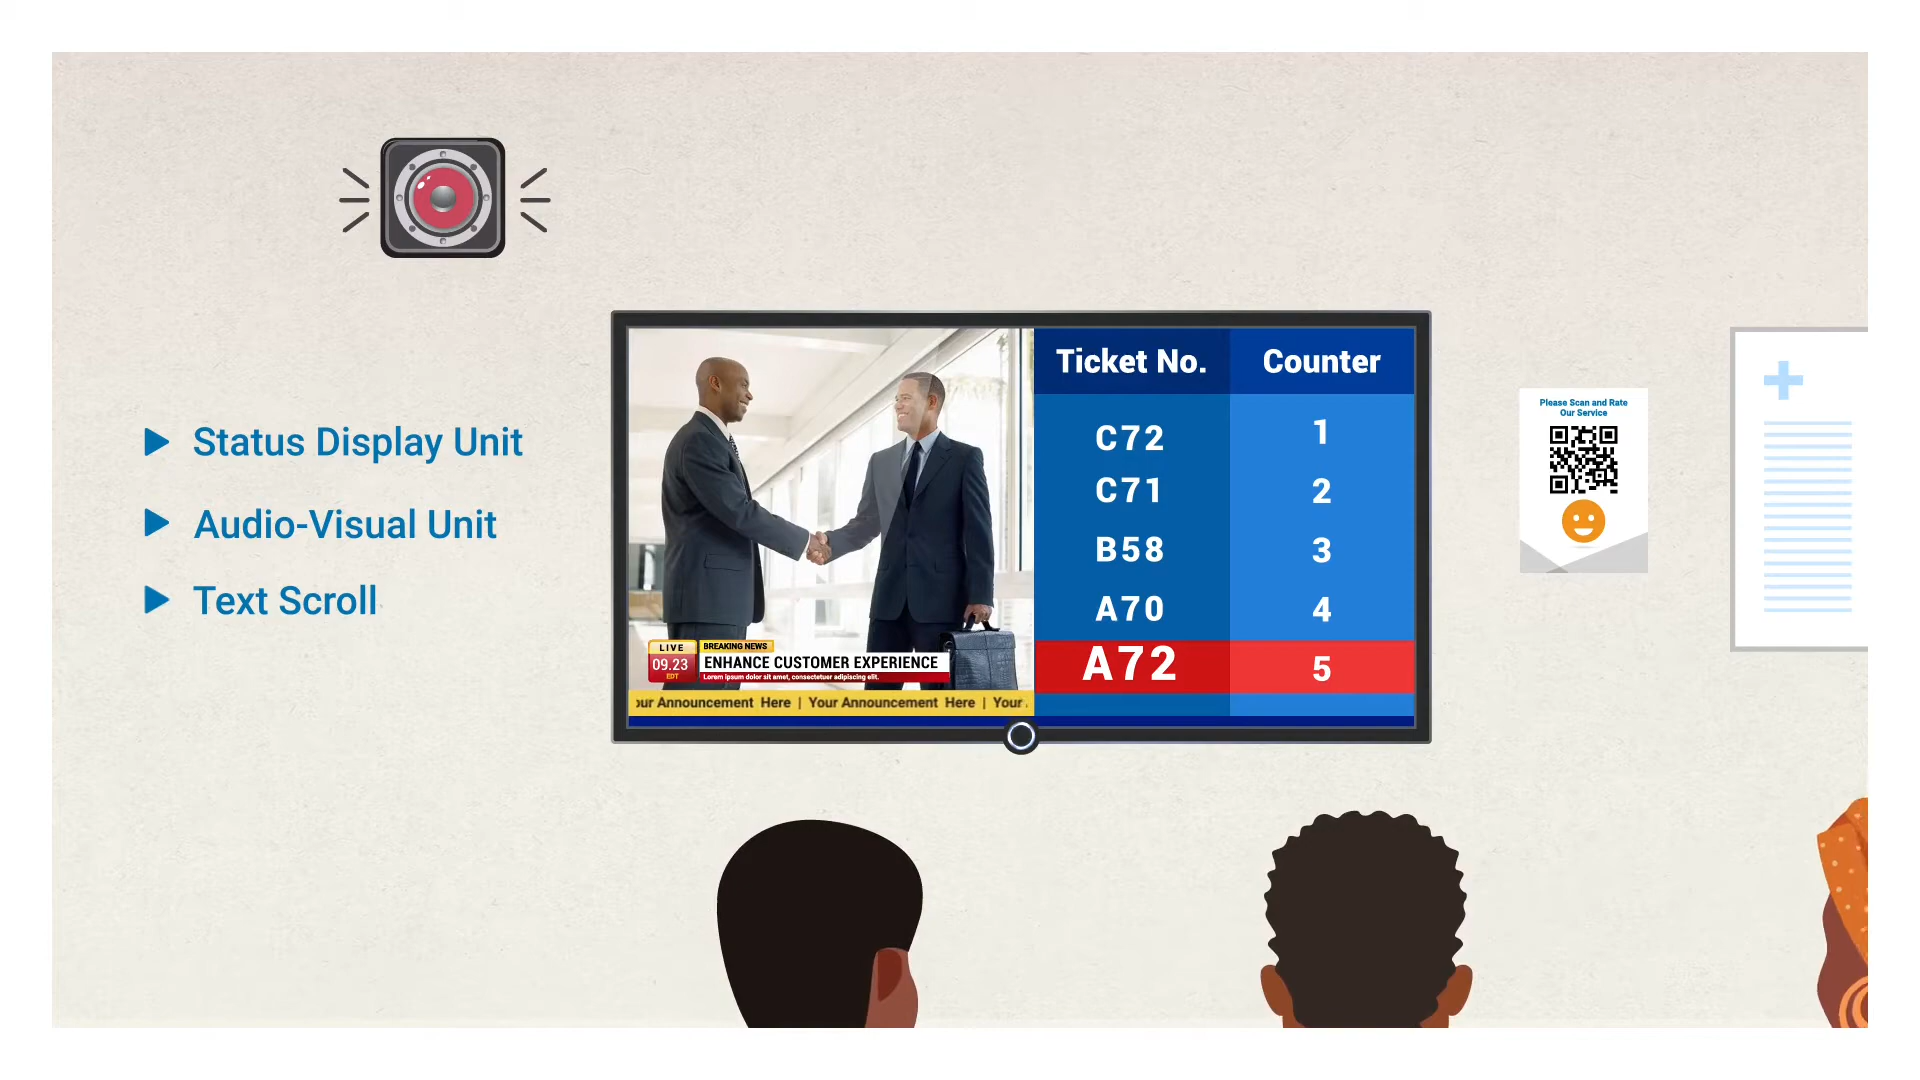 Status Display Unit
Audio-Visual Unit
Text Scroll
Ticket No. Counter
C72 1
C71 2
B58 3
A70 4
A72 5
LIVE
09.23
EDT
BREAKING NEWS
ENHANCE CUSTOMER EXPERIENCE
Lorem ipsum dolor sit amet, consectetuer adipiscing elit.
our Announcement Here | Your Announcement Here | Your
Please Scan and Rate
Our Service